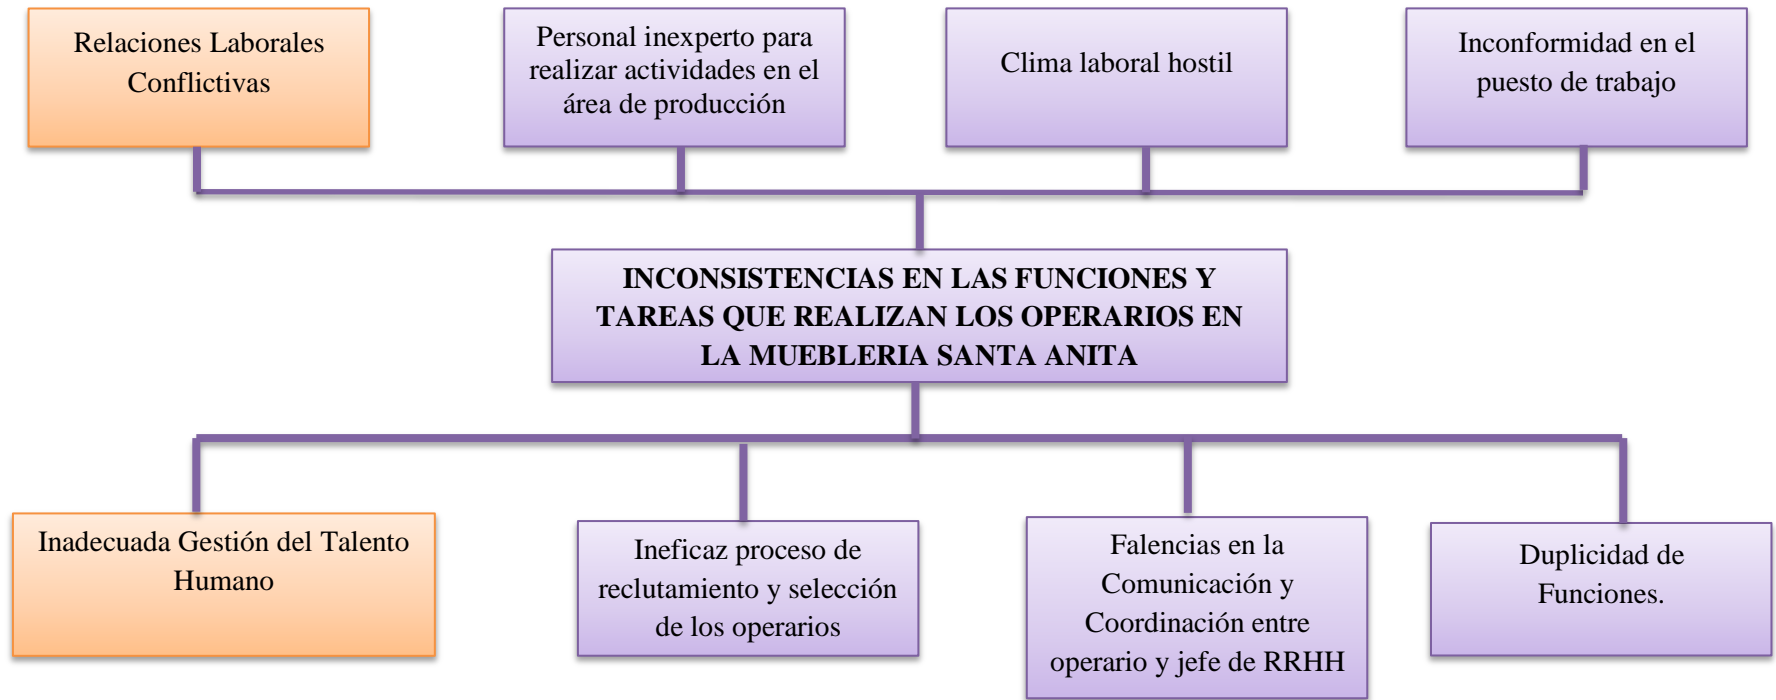 Relaciones Laborales
Conflictivas
Personal inexperto para
realizar actividades en el
área de producción
Clima laboral hostil
Inconformidad en el
puesto de trabajo
INCONSISTENCIAS EN LAS FUNCIONES Y
TAREAS QUE REALIZAN LOS OPERARIOS EN
LA MUEBLERIA SANTA ANITA
Inadecuada Gestión del Talento
Humano
Ineficaz proceso de
reclutamiento y selección
de los operarios
Falencias en la
Comunicación y
Coordinación entre
operario y jefe de RRHH
Duplicidad de
Funciones.